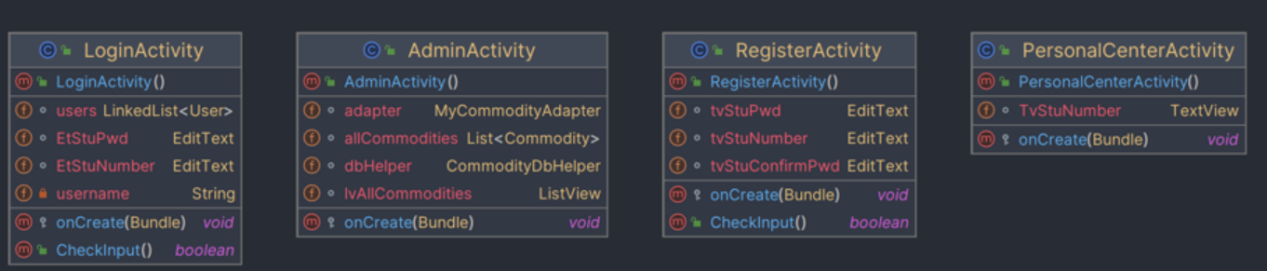 LoginActivity
LoginActivity()
users LinkedList<User>
EtStuPwd EditText
EtStuNumber EditText
username String
onCreate(Bundle) void
CheckInput() boolean
AdminActivity
AdminActivity()
adapter MyCommodityAdapter
allCommodities List<Commodity>
dbHelper CommodityDbHelper
lvAllCommodities ListView
onCreate(Bundle) void
RegisterActivity
RegisterActivity()
tvStuPwd EditText
tvStuNumber EditText
tvStuConfirmPwd EditText
onCreate(Bundle) void
CheckInput() boolean
PersonalCenterActivity
PersonalCenterActivity()
TvStuNumber TextView
onCreate(Bundle) void